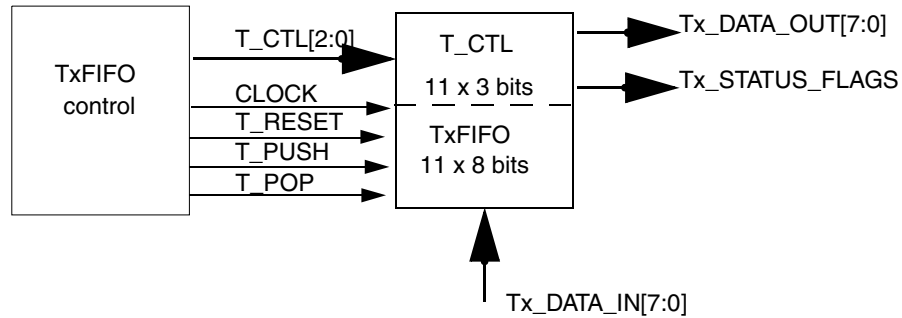 T_CTL[2:0]
Tx_DATA_OUT[7:0]
TxFIFO
control
T_CTL
11 x 3 bits
Tx_STATUS_FLAGS
CLOCK
T_RESET
TxFIFO
11 x 8 bits
T_PUSH
T_POP
Tx_DATA_IN[7:0]